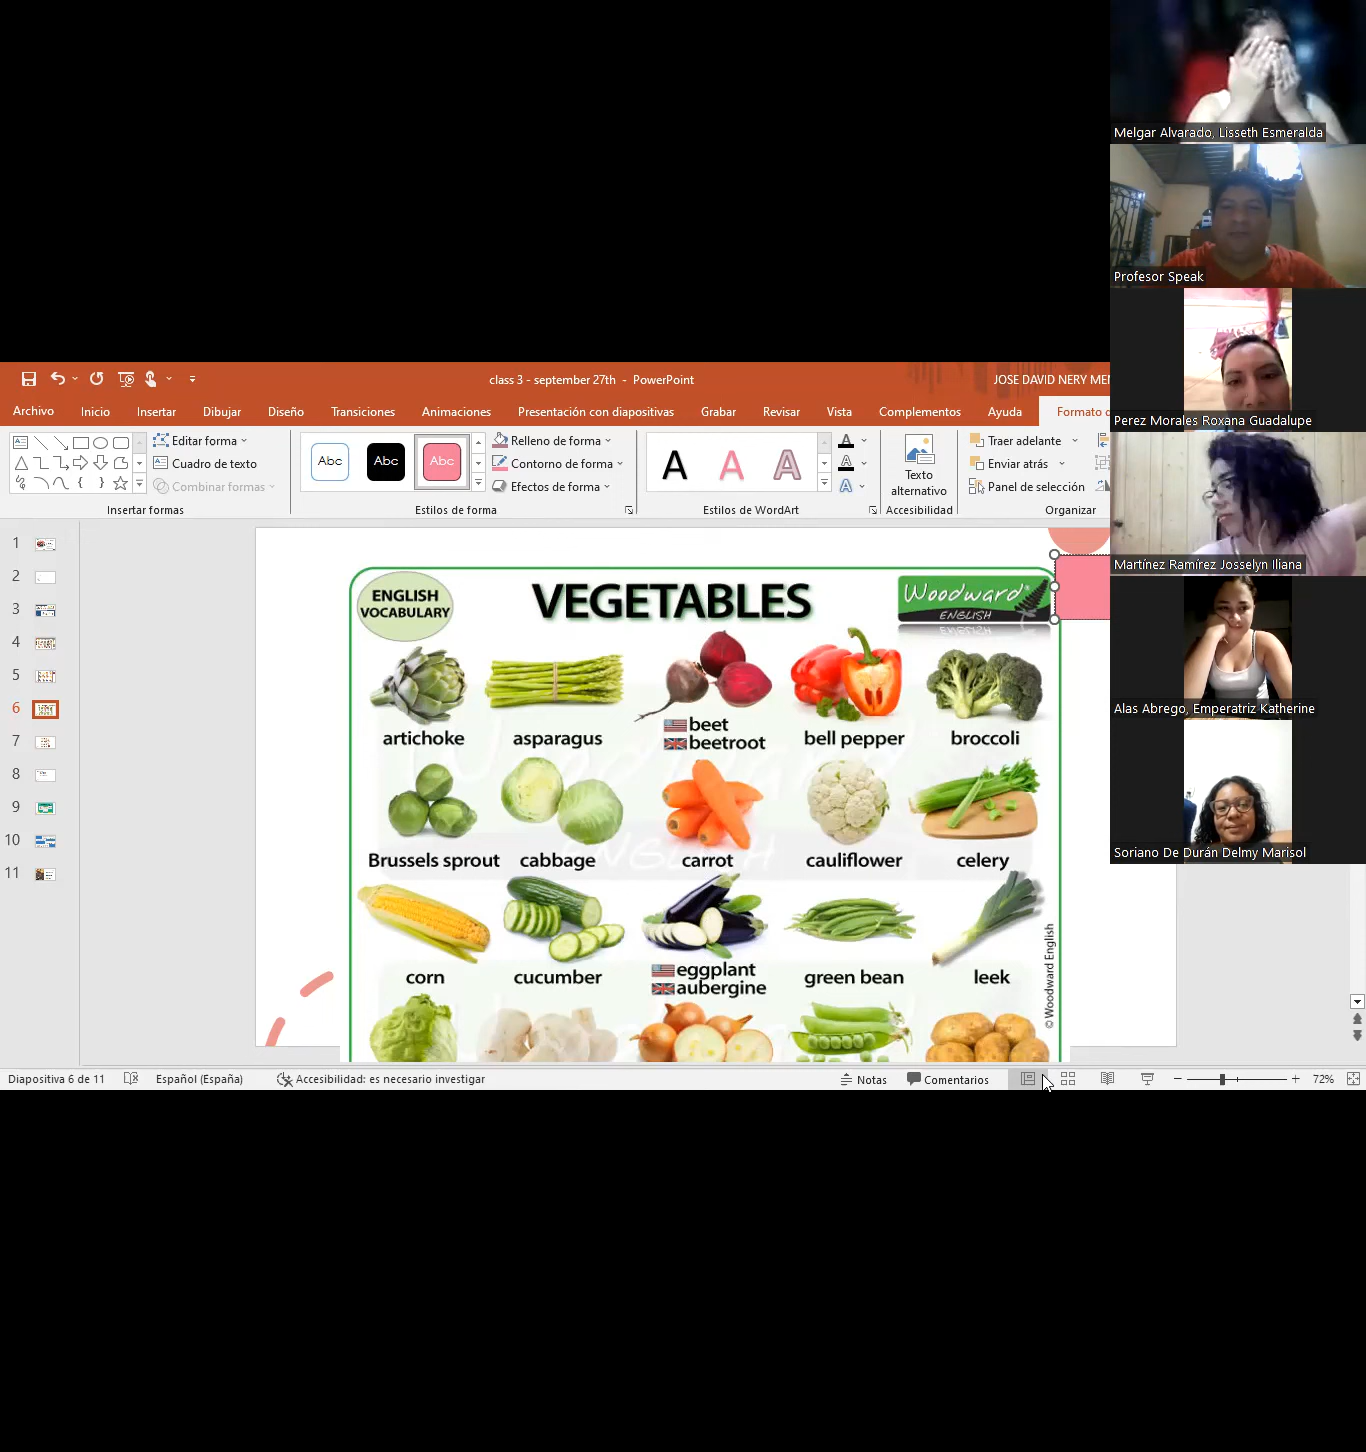 Melgar Alvarado, Lisseth Esmeralda
Profesor Speak
Perez Morales Roxana Guadalupe
Martínez Ramírez Josselyn Iliana
Alas Abrego, Emperatriz Katherine
Soriano De Durán Delmy Marisol
class 3 - september 27th - PowerPoint
JOSE DAVID NERY MEN
Archivo Inicio Insertar Dibujar Diseño Transiciones Animaciones Presentación con diapositivas Grabar Revisar Vista Complementos Ayuda Formato
Editar forma
Cuadro de texto
Combinar formas
Insertar formas
Abc Abc Abc
Relleno de forma
Contorno de forma
Efectos de forma
Estilos de forma
A A A
Estilos de WordArt
Texto
alternativo
Accesibilidad
Traer adelante
Enviar atrás
Panel de selección
Organizar
1
2
3
4
5
6
7
8
9
10
11
ENGLISH
VOCABULARY
VEGETABLES
Woodward®
ENGLISH
artichoke asparagus beet
beetroot bell pepper broccoli
Brussels sprout cabbage carrot cauliflower celery
corn cucumber eggplant
aubergine green bean leek
© Woodward English
Diapositiva 6 de 11 Español (España) Accesibilidad: es necesario investigar Notas Comentarios 72%